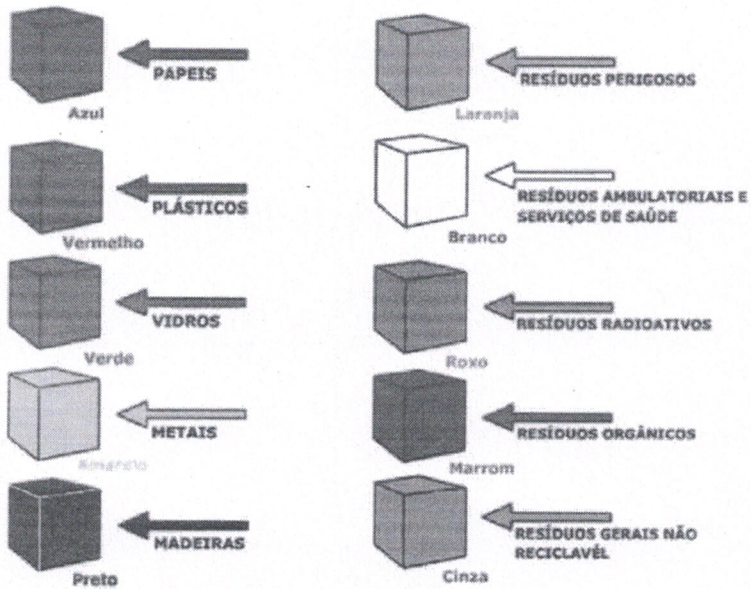 PAPEIS
Azul
PLÁSTICOS
Vermelho
VIDROS
Verde
METAIS
Amarelo
MADEIRAS
Preto
RESÍDUOS PERIGOSOS
Laranja
RESÍDUOS AMBULATORIAIS E
SERVIÇOS DE SAÚDE
Branco
RESÍDUOS RADIOATIVOS
Roxo
RESÍDUOS ORGÂNICOS
Marrom
RESÍDUOS GERAIS NÃO
RECICLAVÉL
Cinza